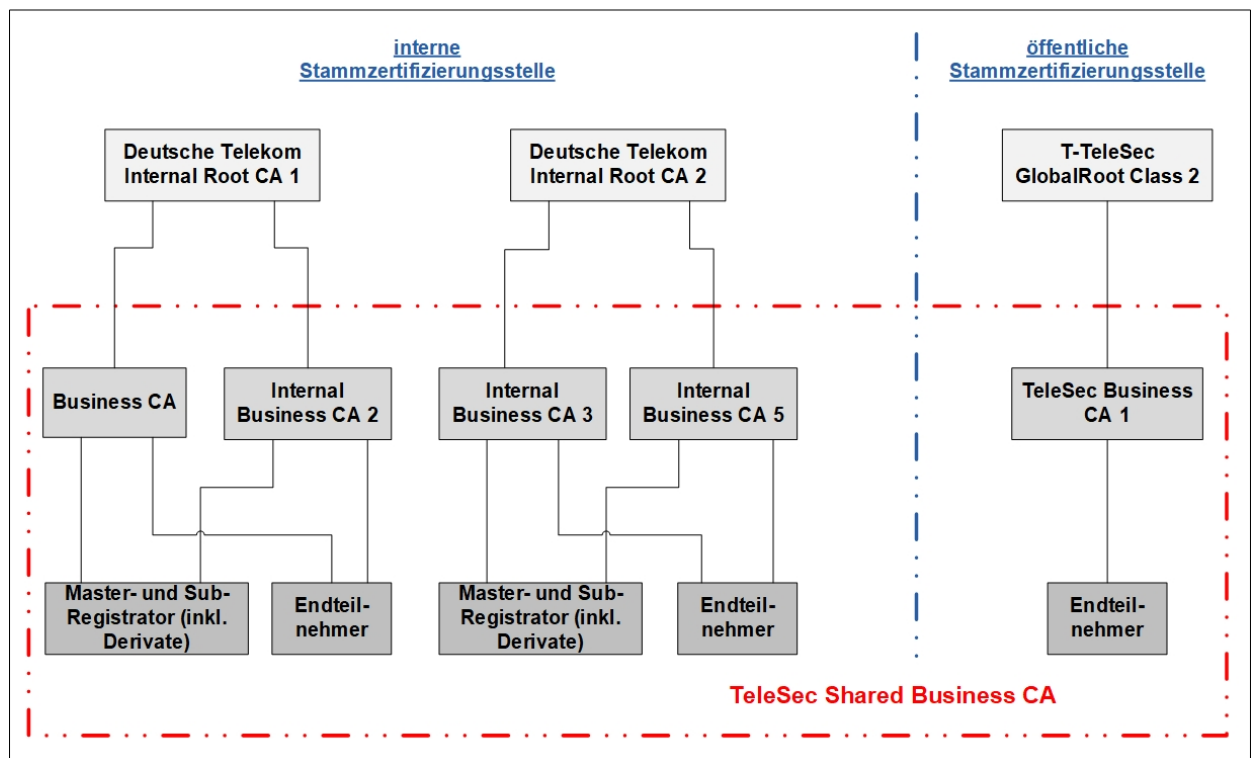 interne
Stammzertifizierungsstelle
öffentliche
Stammzertifizierungsstelle
Deutsche Telekom
Internal Root CA 1
Deutsche Telekom
Internal Root CA 2
T-TeleSec
GlobalRoot Class 2
Business CA
Internal
Business CA 2
Internal
Business CA 3
Internal
Business CA 5
TeleSec Business
CA 1
Master- und Sub-
Registrator (inkl.
Derivate)
Endteil-
nehmer
Master- und Sub-
Registrator (inkl.
Derivate)
Endteil-
nehmer
Endteil-
nehmer
TeleSec Shared Business CA